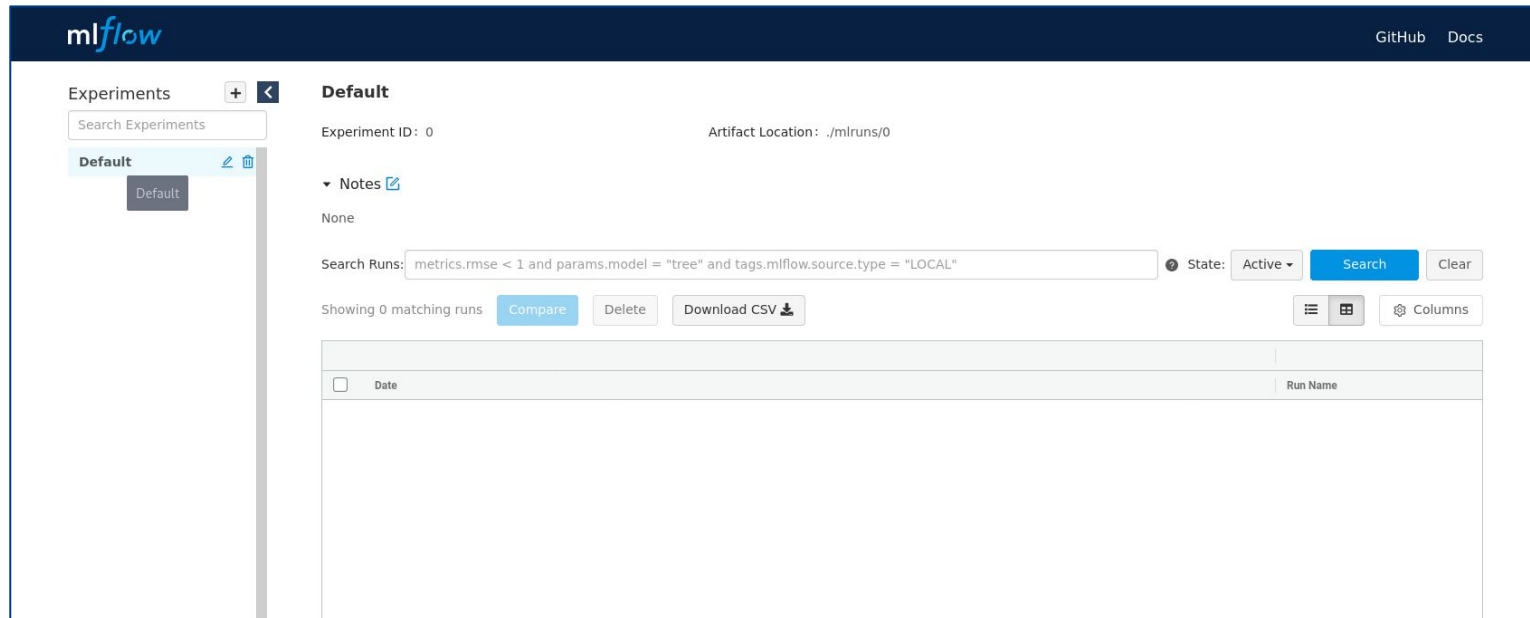 mlflow
GitHub Docs
Experiments
Search Experiments
Default
Default
Default
Experiment ID: 0 Artifact Location: ./mlruns/0
Notes
None
Search Runs: metrics.rmse < 1 and params.model = "tree" and tags.mlflow.source.type = "LOCAL" State: Active Search Clear
Showing 0 matching runs Compare Delete Download CSV Columns
Date Run Name